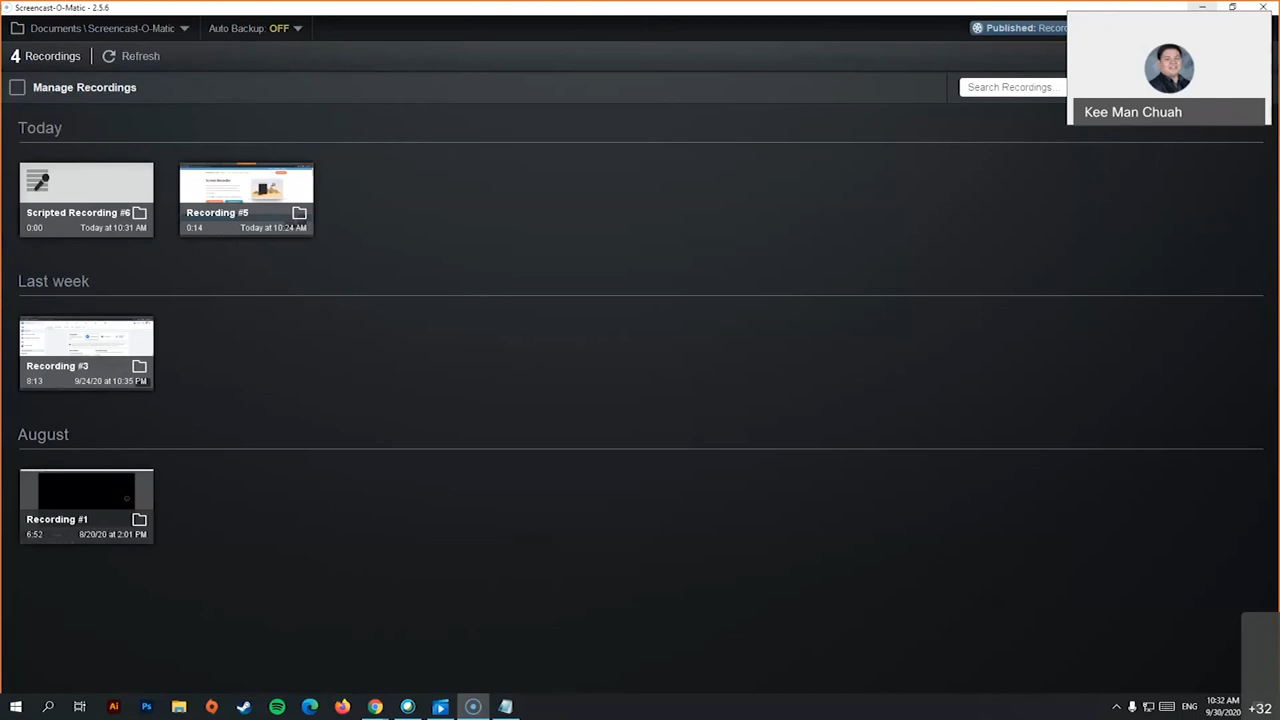 Screencast-O-Matic - 2.5.6
Documents \Screencast-O-Matic
Auto Backup: OFF
Published:
4 Recordings
Refresh
Manage Recordings
Search Recordings...
Kee Man Chuah
Today
Scripted Recording #6
0:00
Today at 10:31 AM
Recording #5
0:14
Today at 10:24 AM
Last week
Recording #3
8:13
9/24/20 at 10:35 PM
August
Recording #1
6:52
8/20/20 at 2:01 PM
Ai
Ps
ENG
10:32 AM
9/30/2020
+32